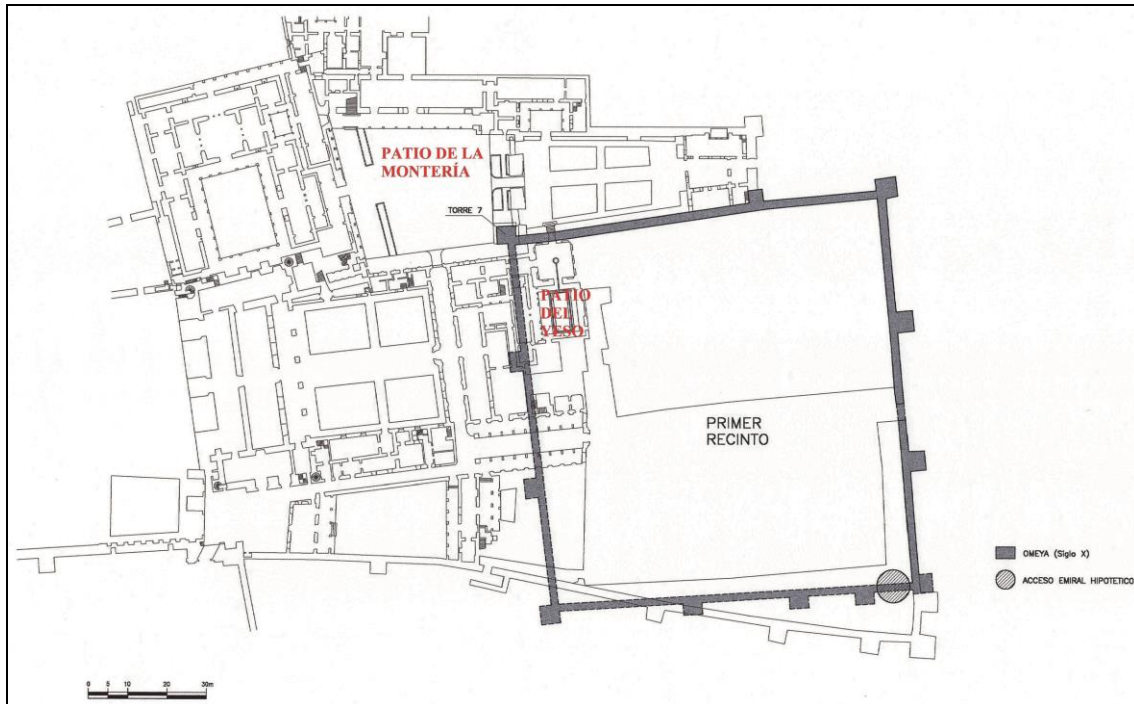 PATIO DE LA
MONTERÍA
TORRE 7
PATIO
DEL
YESO
PRIMER
RECINTO
OMEYA (Siglo X)
ACCESO EMIRAL HIPOTETICO
0 5 10 20 30m